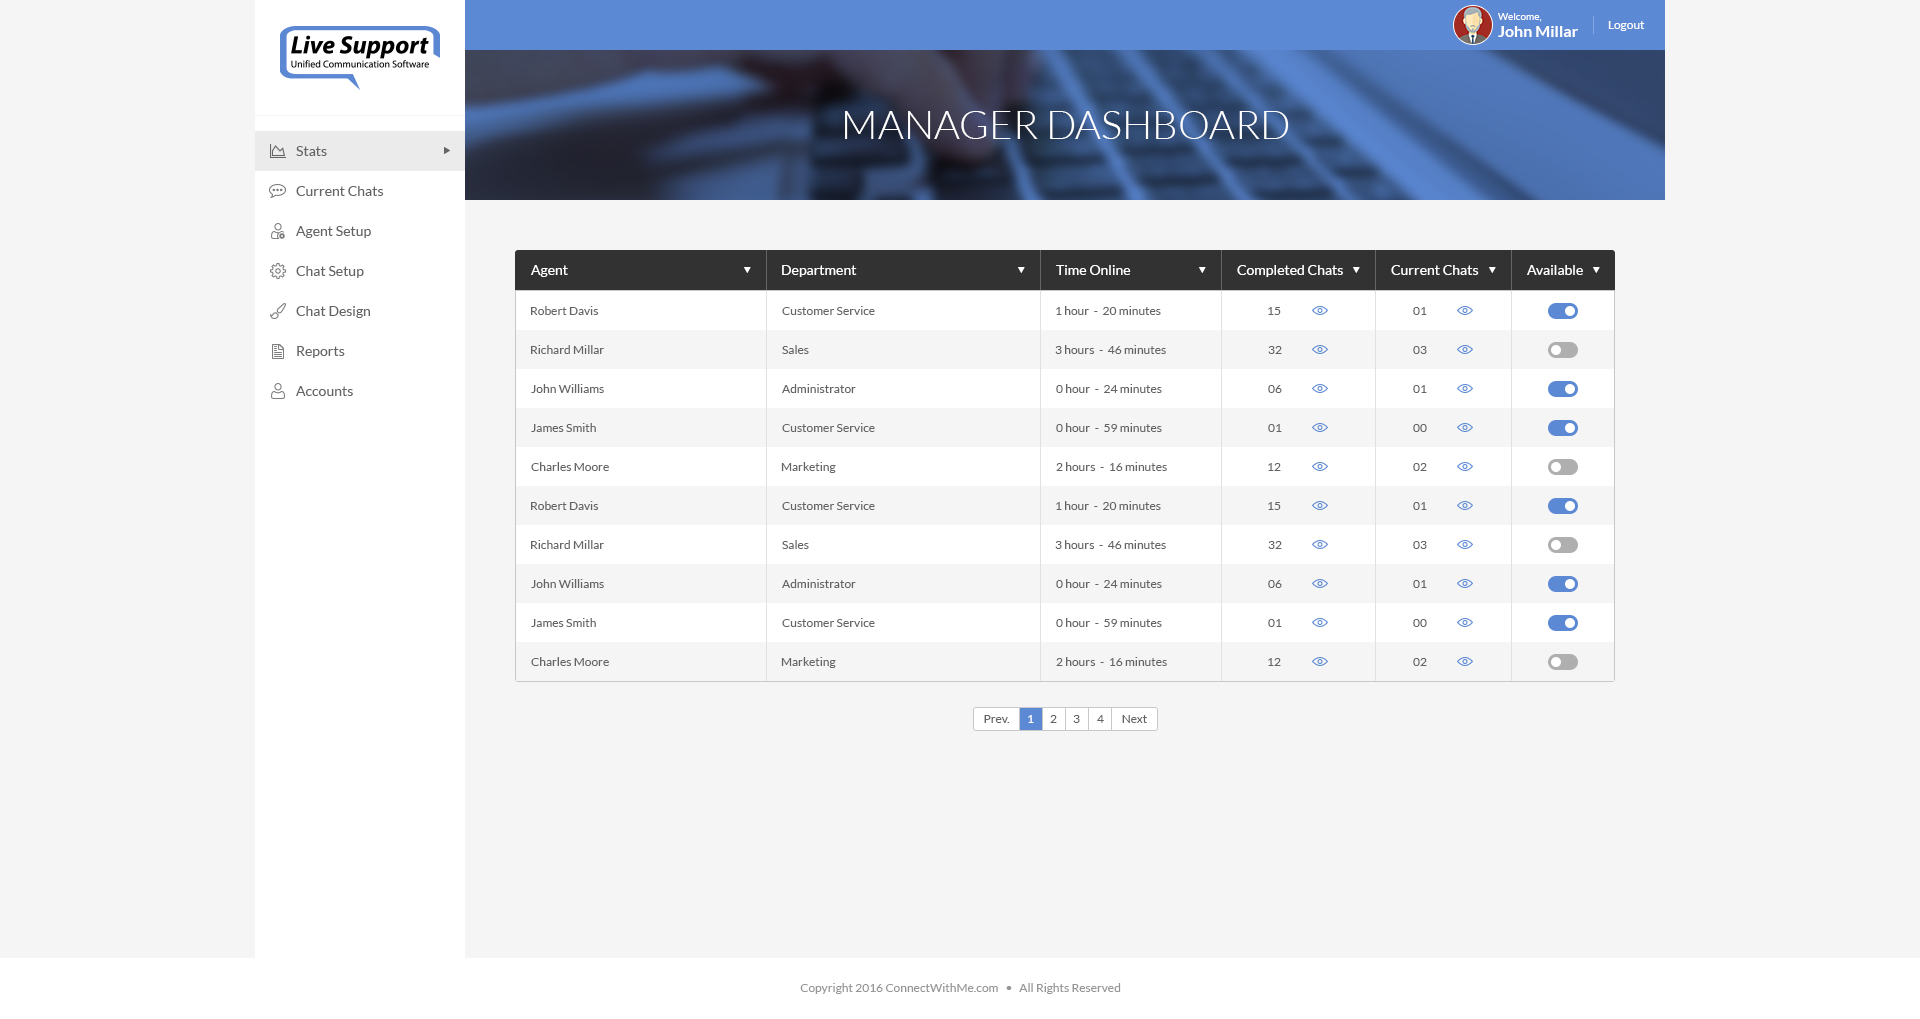 Live Support
Unified Communication Software
Welcome,
John Millar
Logout
MANAGER DASHBOARD
Stats
Current Chats
Agent Setup
Chat Setup
Chat Design
Reports
Accounts
Agent Department Time Online Completed Chats Current Chats Available
Robert Davis Customer Service 1 hour - 20 minutes 15 01
Richard Millar Sales 3 hours - 46 minutes 32 03
John Williams Administrator 0 hour - 24 minutes 06 01
James Smith Customer Service 0 hour - 59 minutes 01 00
Charles Moore Marketing 2 hours - 16 minutes 12 02
Robert Davis Customer Service 1 hour - 20 minutes 15 01
Richard Millar Sales 3 hours - 46 minutes 32 03
John Williams Administrator 0 hour - 24 minutes 06 01
James Smith Customer Service 0 hour - 59 minutes 01 00
Charles Moore Marketing 2 hours - 16 minutes 12 02
Prev. 1 2 3 4 Next
Copyright 2016 ConnectWithMe.com • All Rights Reserved